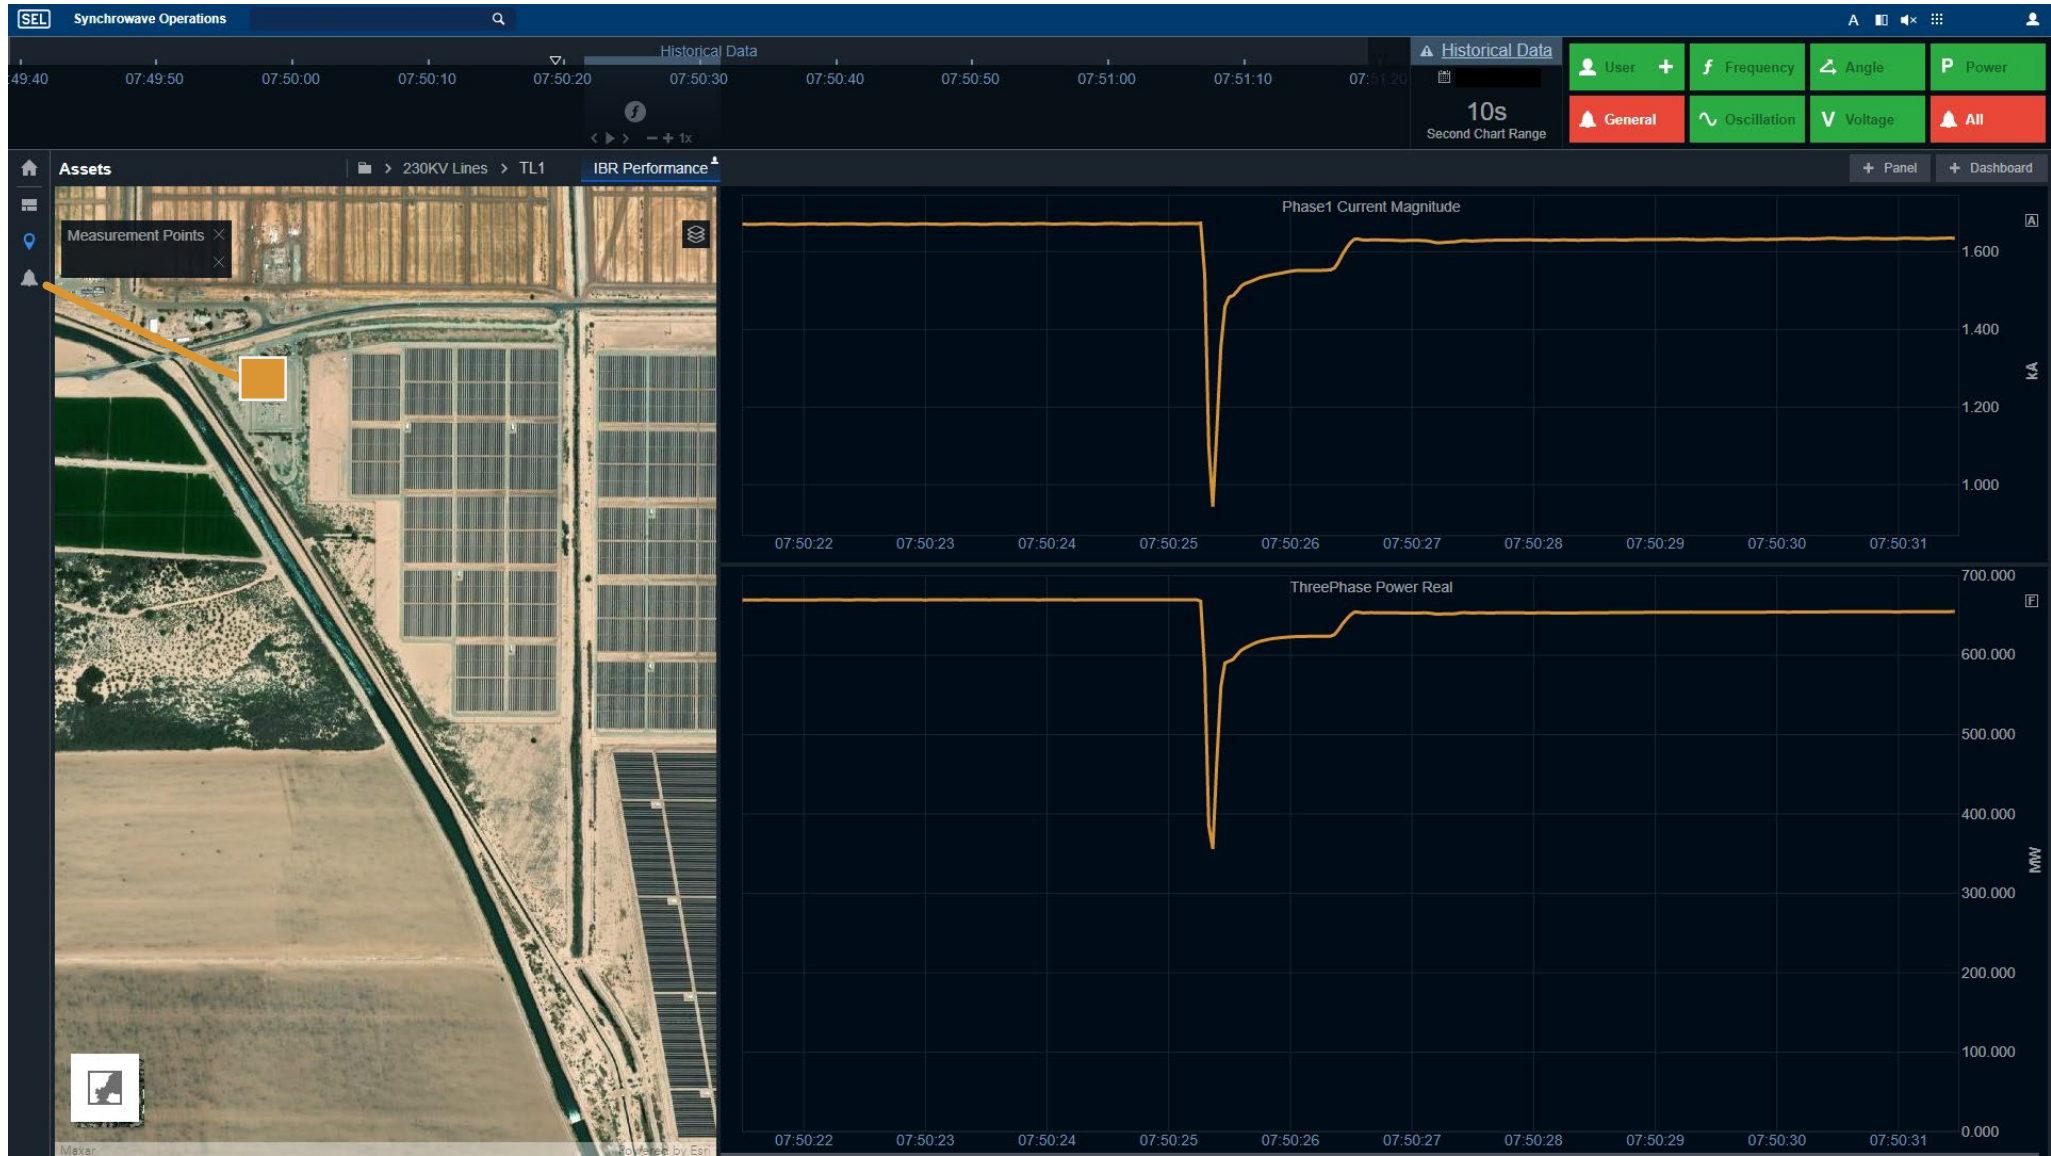 SEL Synchrowave Operations
A
Historical Data
:49:40 07:49:50 07:50:00 07:50:10 07:50:20 07:50:30 07:50:40 07:50:50 07:51:00 07:51:10 07:51:20
1x
Historical Data
10s
Second Chart Range
User f Frequency Angle P Power
General Oscillation V Voltage All
Assets > 230KV Lines > TL1 IBR Performance
+ Panel + Dashboard
Measurement Points
Maxar
Powered by Esri
Phase1 Current Magnitude
A
1.600
1.400
kA
1.200
1.000
07:50:22 07:50:23 07:50:24 07:50:25 07:50:26 07:50:27 07:50:28 07:50:29 07:50:30 07:50:31
ThreePhase Power Real
700.000
F
600.000
500.000
400.000
MW
300.000
200.000
100.000
0.000
07:50:22 07:50:23 07:50:24 07:50:25 07:50:26 07:50:27 07:50:28 07:50:29 07:50:30 07:50:31